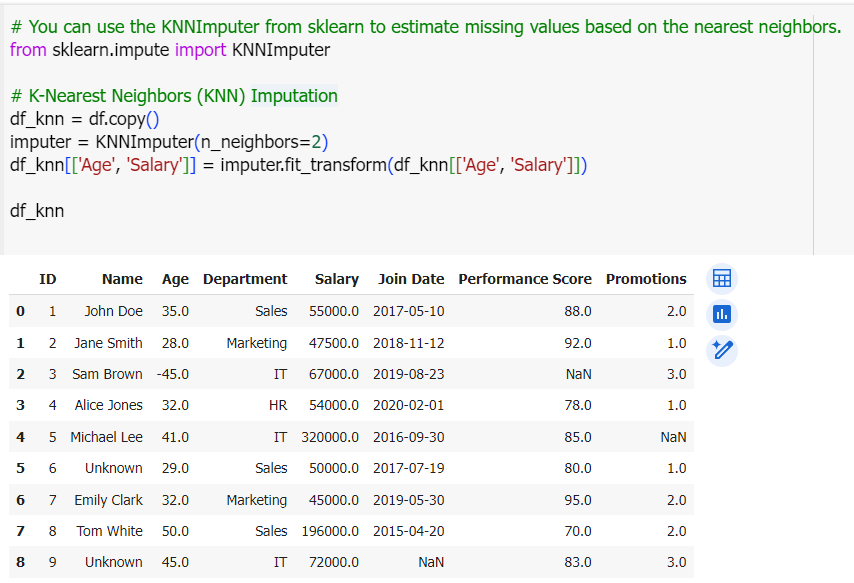 # You can use the KNNImputer from sklearn to estimate missing values based on the nearest neighbors.
from sklearn.impute import KNNImputer
# K-Nearest Neighbors (KNN) Imputation
df_knn = df.copy()
imputer = KNNImputer(n_neighbors=2)
df_knn[['Age', 'Salary']] = imputer.fit_transform(df_knn[['Age', 'Salary']])
df_knn
ID Name Age Department Salary Join Date Performance Score Promotions
0 1 John Doe 35.0 Sales 55000.0 2017-05-10 88.0 2.0
1 2 Jane Smith 28.0 Marketing 47500.0 2018-11-12 92.0 1.0
2 3 Sam Brown -45.0 IT 67000.0 2019-08-23 NaN 3.0
3 4 Alice Jones 32.0 HR 54000.0 2020-02-01 78.0 1.0
4 5 Michael Lee 41.0 IT 320000.0 2016-09-30 85.0 NaN
5 6 Unknown 29.0 Sales 50000.0 2017-07-19 80.0 1.0
6 7 Emily Clark 32.0 Marketing 45000.0 2019-05-30 95.0 2.0
7 8 Tom White 50.0 Sales 196000.0 2015-04-20 70.0 2.0
8 9 Unknown 45.0 IT 72000.0 NaN 83.0 3.0